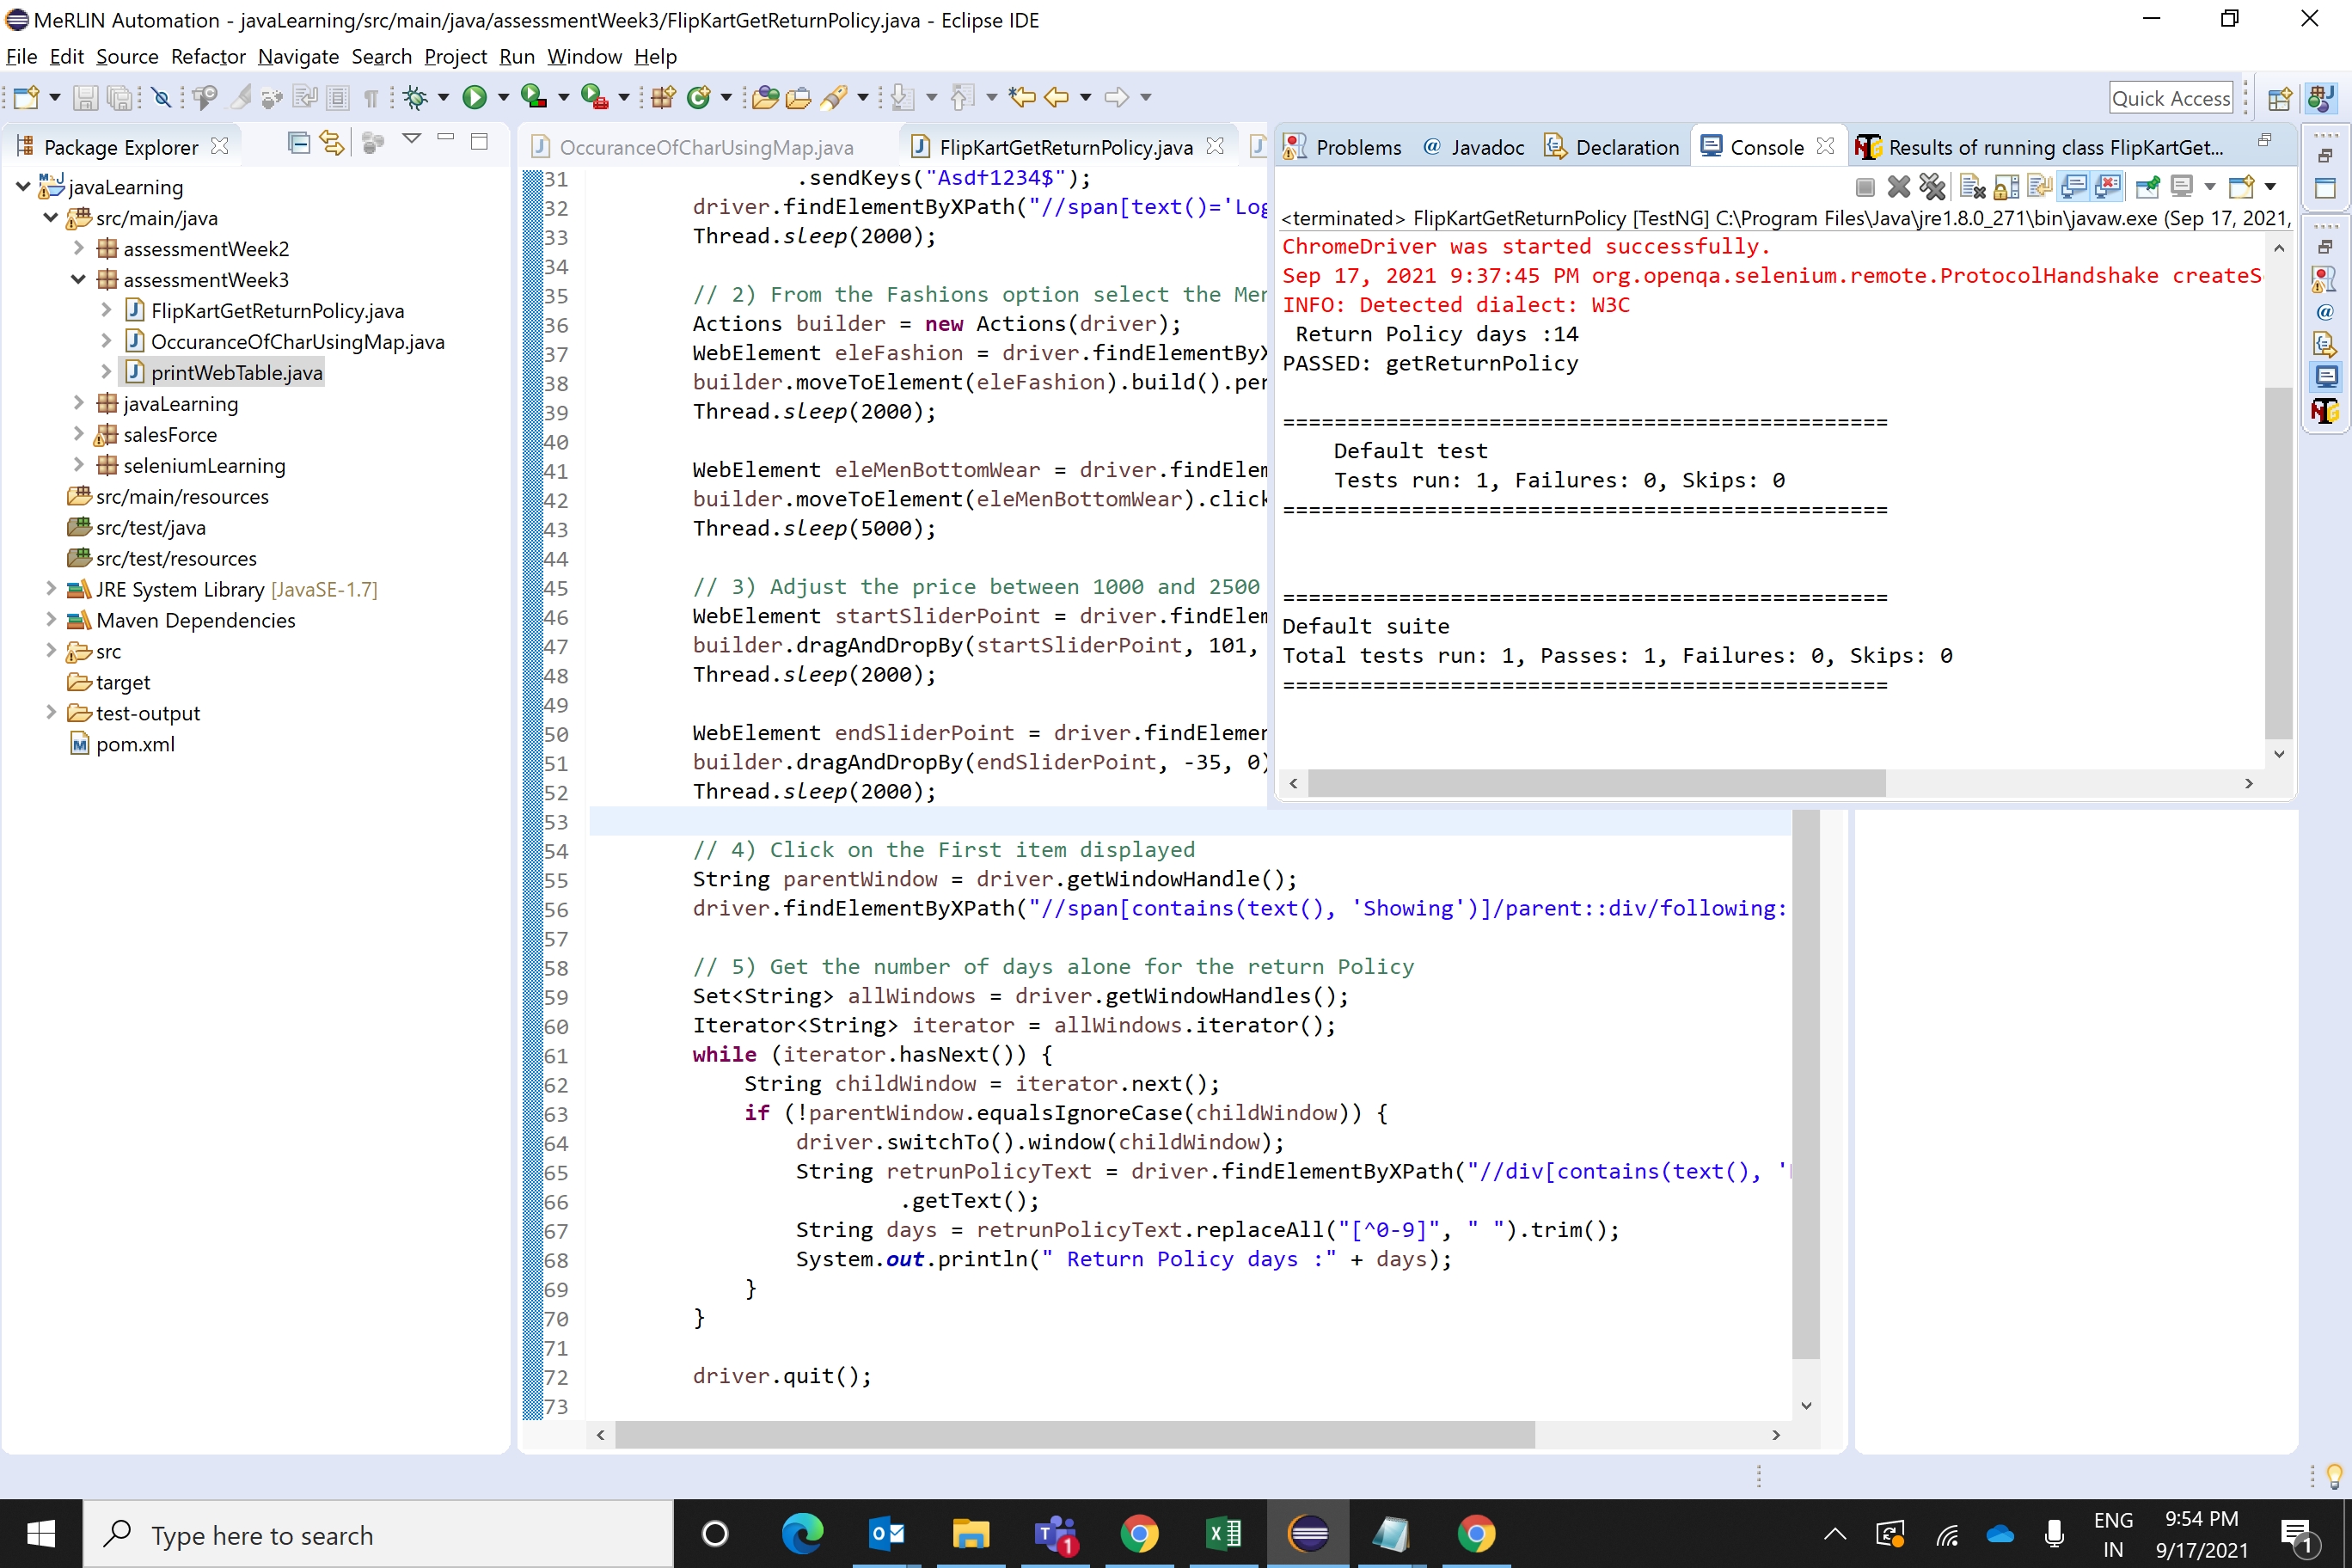 MeRLIN Automation - javaLearning/src/main/java/assessmentWeek3/FlipKartGetReturnPolicy.java - Eclipse IDE
File Edit Source Refactor Navigate Search Project Run Window Help
Quick Access
Package Explorer
javaLearning
src/main/java
assessmentWeek2
assessmentWeek3
FlipKartGetReturnPolicy.java
OccuranceOfCharUsingMap.java
printWebTable.java
javaLearning
salesForce
seleniumLearning
src/main/resources
src/test/java
src/test/resources
JRE System Library [JavaSE-1.7]
Maven Dependencies
src
target
test-output
pom.xml
OccuranceOfCharUsingMap.java FlipKartGetReturnPolicy.java
31 .sendKeys("Asdf1234$");
32 driver.findElementByXPath("//span[text()='Log
33 Thread.sleep(2000);
34
35 // 2) From the Fashions option select the Mer
36 Actions builder = new Actions(driver);
37 WebElement eleFashion = driver.findElementByX
38 builder.moveToElement(eleFashion).build().per
39 Thread.sleep(2000);
40
41 WebElement eleMenBottomWear = driver.findElem
42 builder.moveToElement(eleMenBottomWear).click
43 Thread.sleep(5000);
44
45 // 3) Adjust the price between 1000 and 2500
46 WebElement startSliderPoint = driver.findElem
47 builder.dragAndDropBy(startSliderPoint, 101,
48 Thread.sleep(2000);
49
50 WebElement endSliderPoint = driver.findElemer
51 builder.dragAndDropBy(endSliderPoint, -35, 0)
52 Thread.sleep(2000);
53
54 // 4) Click on the First item displayed
55 String parentWindow = driver.getWindowHandle();
56 driver.findElementByXPath("//span[contains(text(), 'Showing')]/parent::div/following:
57
58 // 5) Get the number of days alone for the return Policy
59 Set<String> allWindows = driver.getWindowHandles();
60 Iterator<String> iterator = allWindows.iterator();
61 while (iterator.hasNext()) {
62 String childWindow = iterator.next();
63 if (!parentWindow.equalsIgnoreCase(childWindow)) {
64 driver.switchTo().window(childWindow);
65 String retrunPolicyText = driver.findElementByXPath("//div[contains(text(), '
66 .getText();
67 String days = retrunPolicyText.replaceAll("[^0-9]", " ").trim();
68 System.out.println(" Return Policy days :" + days);
69 }
70 }
71
72 driver.quit();
73
Problems @ Javadoc Declaration Console Results of running class FlipKartGet...
<terminated> FlipKartGetReturnPolicy [TestNG] C:\Program Files\Java\jre1.8.0_271\bin\javaw.exe (Sep 17, 2021,
ChromeDriver was started successfully.
Sep 17, 2021 9:37:45 PM org.openqa.selenium.remote.ProtocolHandshake createS
INFO: Detected dialect: W3C
Return Policy days :14
PASSED: getReturnPolicy
===============================================
Default test
Tests run: 1, Failures: 0, Skips: 0
===============================================
===============================================
Default suite
Total tests run: 1, Passes: 1, Failures: 0, Skips: 0
===============================================
Type here to search
ENG
IN
9:54 PM
9/17/2021
1
1